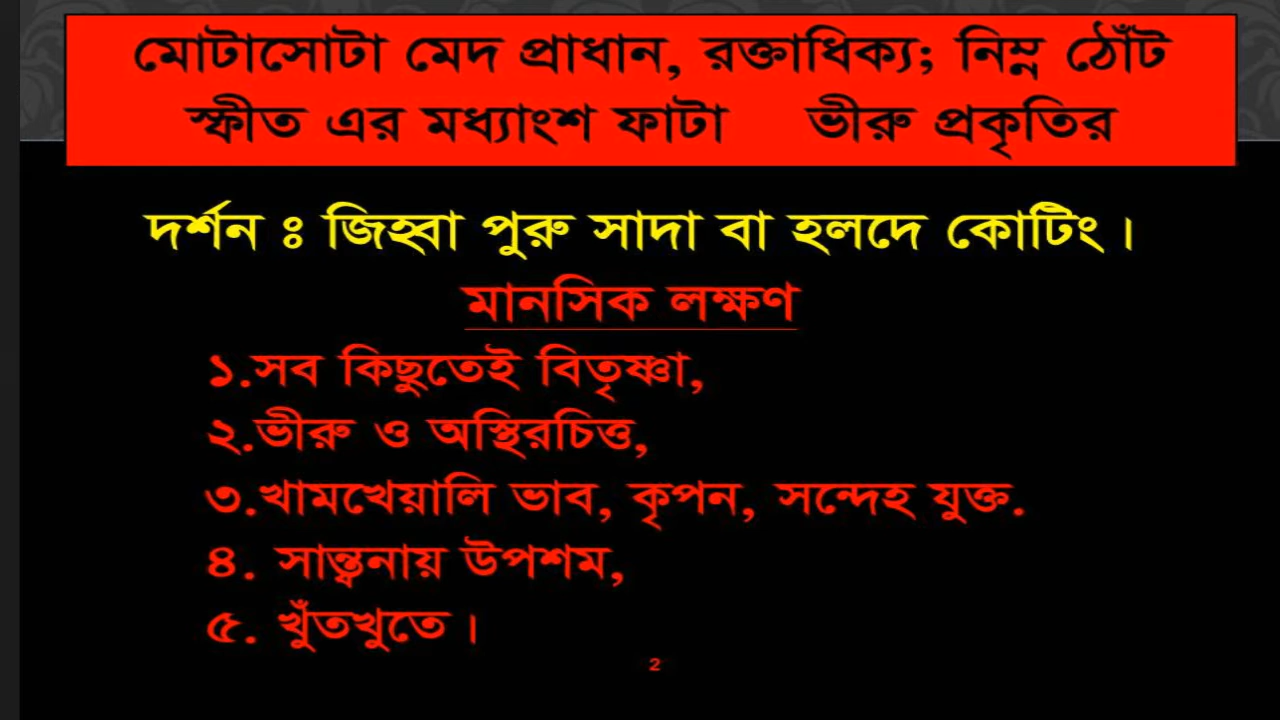 মোটাসোটা মেদ প্রাধান, রক্তাধিক্য; নিম্ন ঠোঁট
স্ফীত এর মধ্যাংশ ফাটা ভীরু প্রকৃতির
দর্শন ঃ জিহ্বা পুরু সাদা বা হলদে কোটিং।
মানসিক লক্ষণ
১.সব কিছুতেই বিতৃষ্ণা,
২.ভীরু ও অস্থিরচিত্ত,
৩.খামখেয়ালি ভাব, কৃপন, সন্দেহ যুক্ত.
৪. সান্ত্বনায় উপশম,
৫. খুঁতখুতে।
2